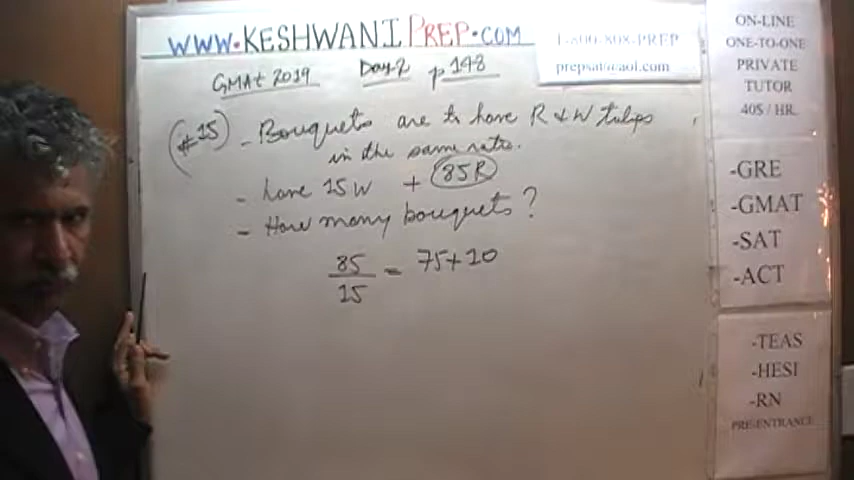 WWW.KESHWANIPREP.COM
1-800-808-PREP
prepsat@aol.com
GMAt 2019 Day 2 p 148
(#15) - Bouquets are to have R & W tulips
in the same ratio.
- have 15 W + 85R
- How many bouquets?
85
15
= 75+10
ON-LINE
ONE-TO-ONE
PRIVATE
TUTOR
40$ / HR.
-GRE
-GMAT
-SAT
-ACT
-TEAS
-HESI
-RN
PRE-ENTRANCE